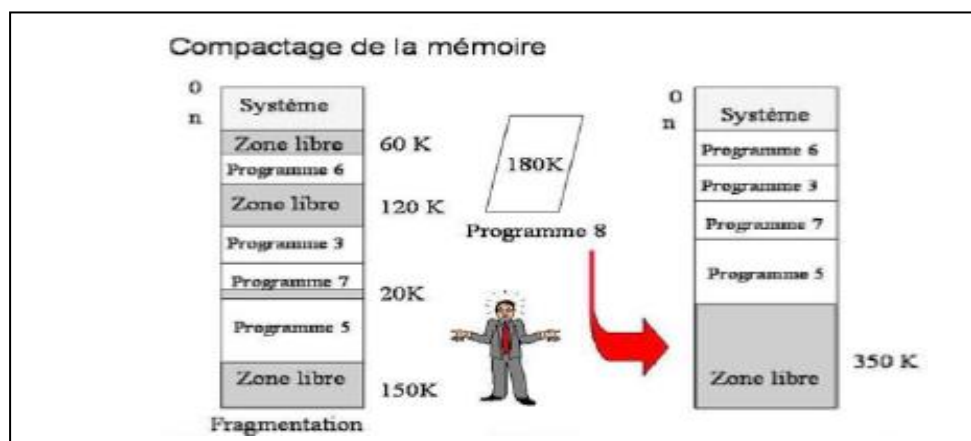 Compactage de la mémoire
0
n
Système
Zone libre
60 K
Programme 6
Zone libre
120 K
Programme 3
Programme 7
20K
Programme 5
Zone libre
150K
Fragmentation
180K
Programme 8
0
n
Système
Programme 6
Programme 3
Programme 7
Programme 5
Zone libre
350 K